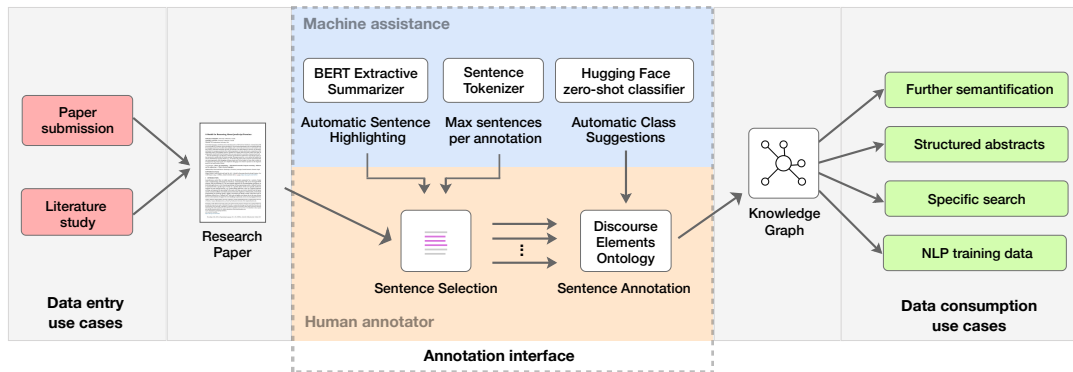 Machine assistance
BERT Extractive
Summarizer
Sentence
Tokenizer
Hugging Face
zero-shot classifier
Automatic Sentence
Highlighting
Max sentences
per annotation
Automatic Class
Suggestions
Paper
submission
Literature
study
Research
Paper
Data entry
use cases
Discourse
Elements
Ontology
Sentence Selection
Sentence Annotation
Human annotator
Annotation interface
Knowledge
Graph
Further semantification
Structured abstracts
Specific search
NLP training data
Data consumption
use cases